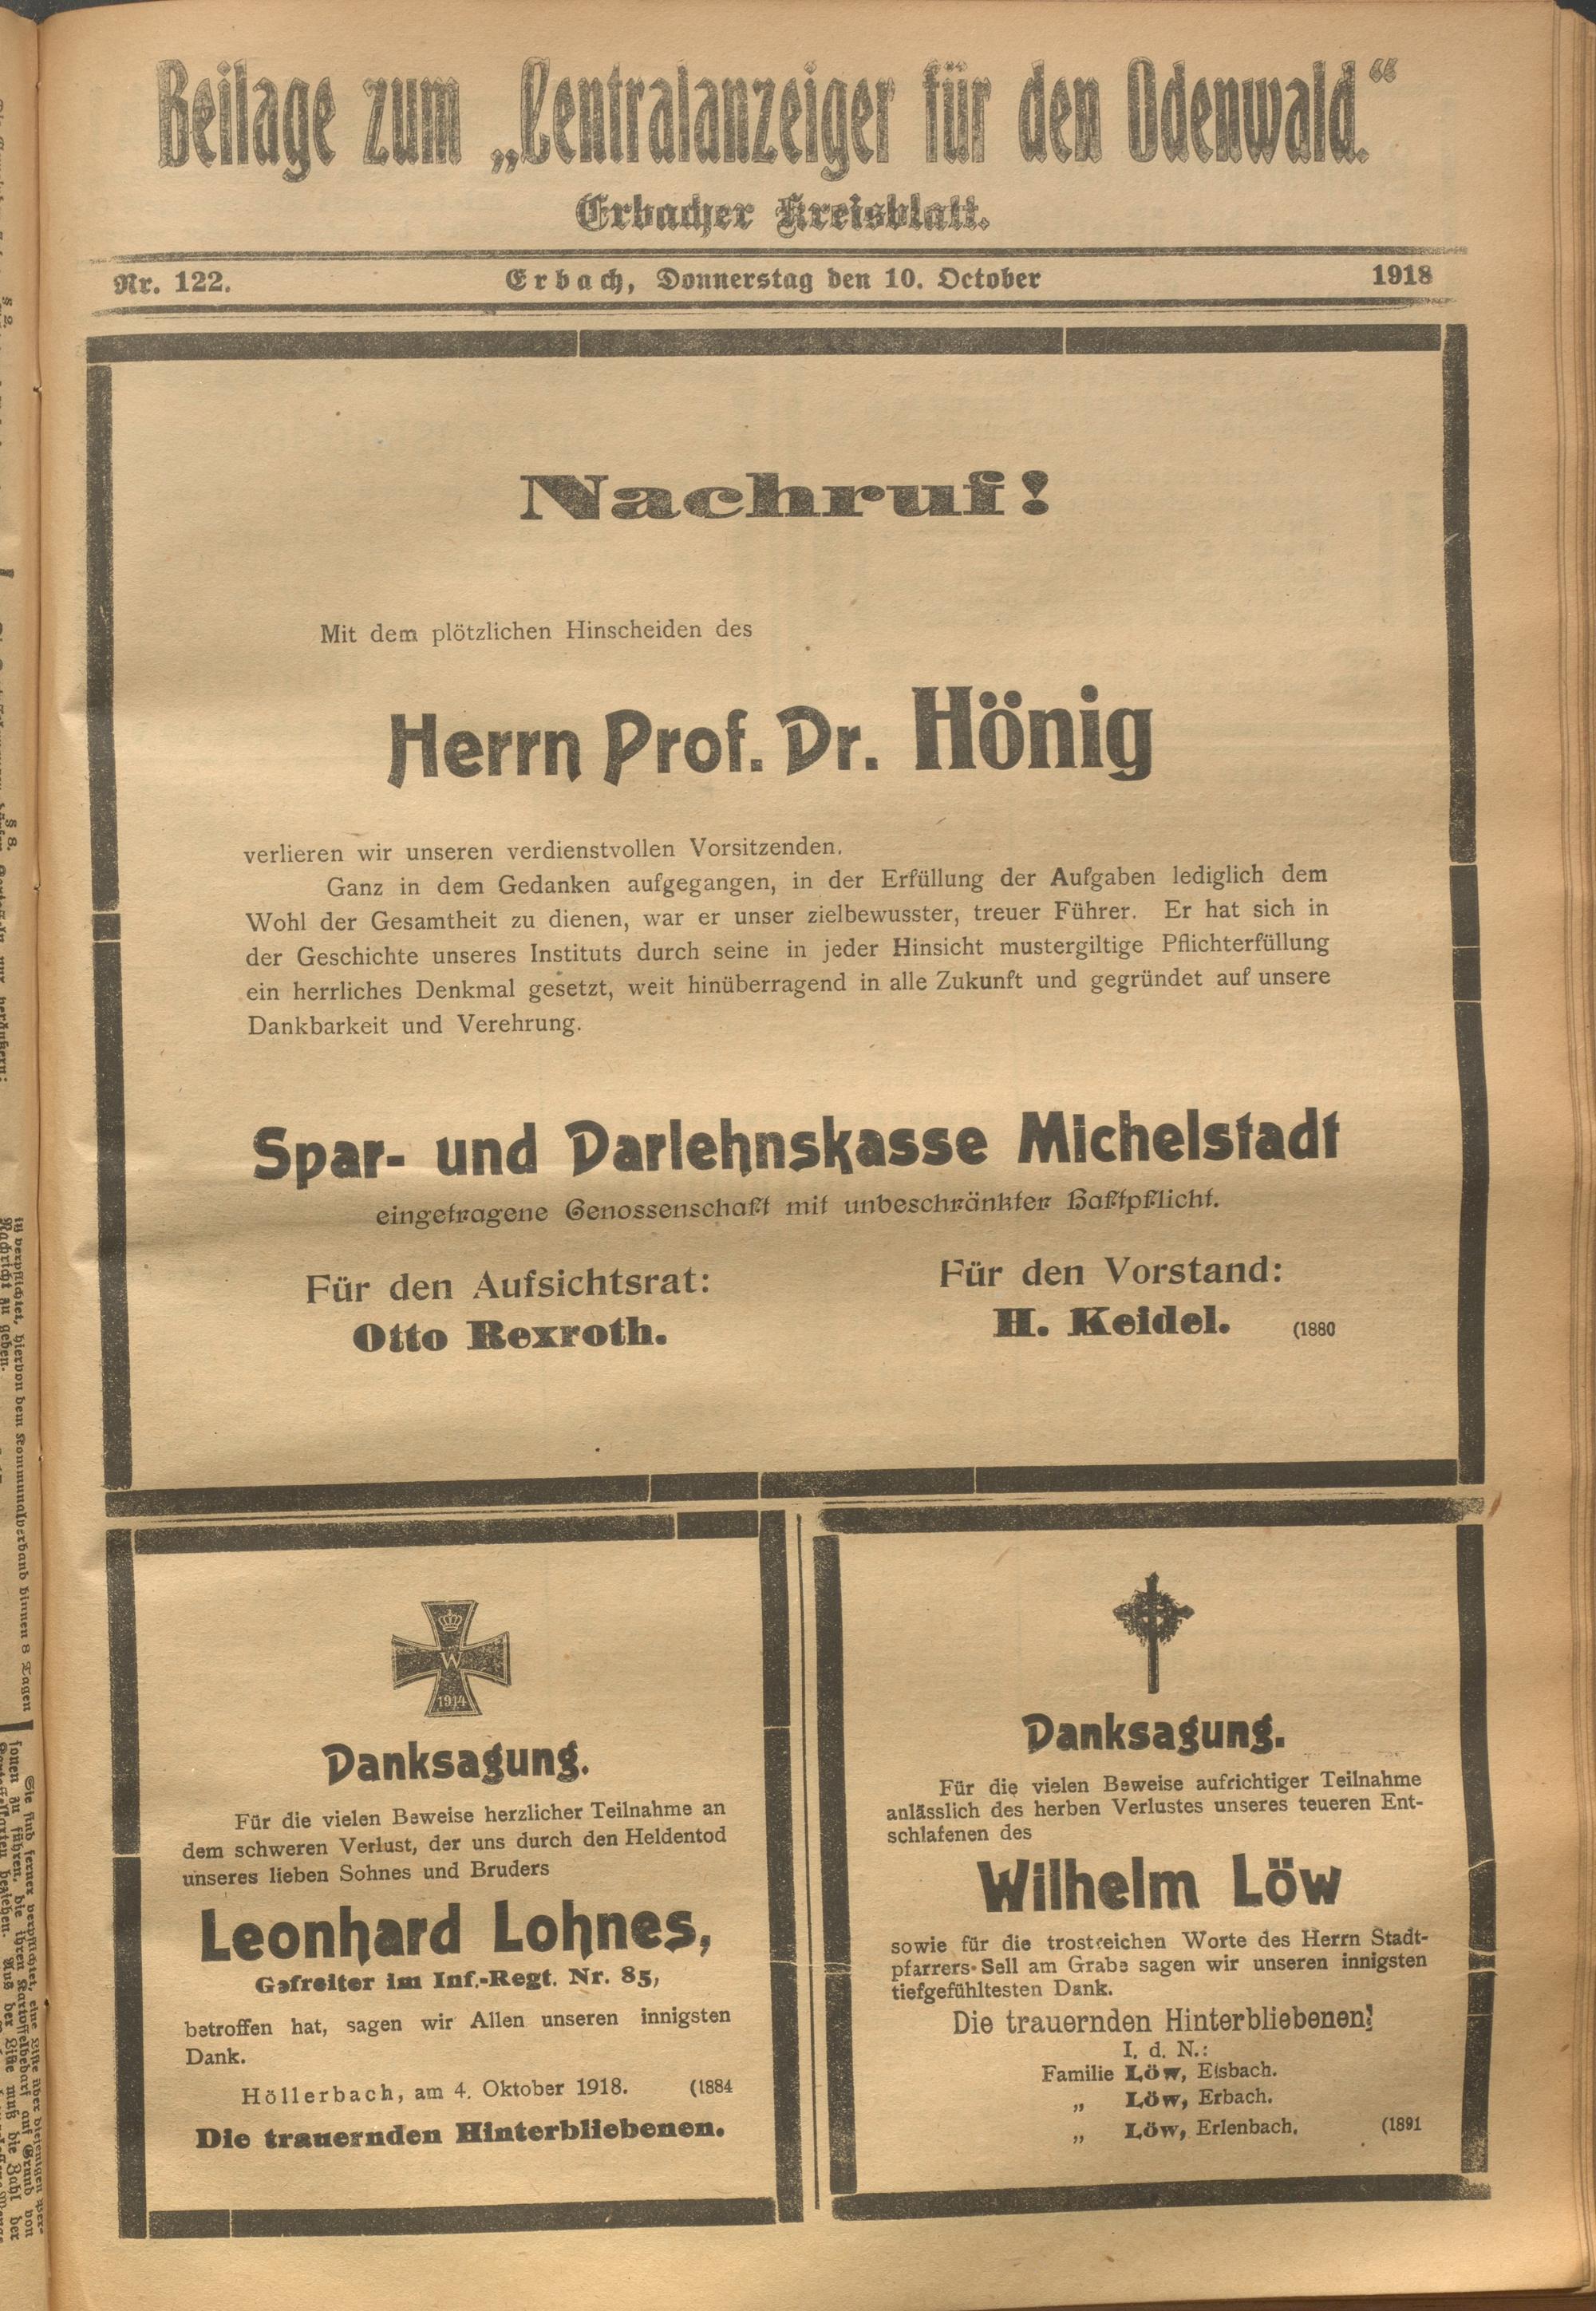 Beilage zum „Centralanzeiger für den Odenwald.“
Erbacher Kreisblatt.
Nr. 122. Erbach, Donnerstag den 10. October 1918
Nachruf!
Mit dem plötzlichen Hinscheiden des
Herrn Prof. Dr. Hönig
verlieren wir unseren verdienstvollen Vorsitzenden.
Ganz in dem Gedanken aufgegangen, in der Erfüllung der Aufgaben lediglich dem
Wohl der Gesamtheit zu dienen, war er unser zielbewusster, treuer Führer. Er hat sich in
der Geschichte unseres Instituts durch seine in jeder Hinsicht mustergiltige Pflichterfüllung
ein herrliches Denkmal gesetzt, weit hinüberragend in alle Zukunft und gegründet auf unsere
Dankbarkeit und Verehrung.
Spar- und Darlehnskasse Michelstadt
eingetragene Genossenschaft mit unbeschränkter Haftpflicht.
Für den Aufsichtsrat:
Otto Rexroth.
Für den Vorstand:
H. Keidel. (1880
W
1914
Danksagung.
Für die vielen Beweise herzlicher Teilnahme an
dem schweren Verlust, der uns durch den Heldentod
unseres lieben Sohnes und Bruders
Leonhard Lohnes,
Gefreiter im Inf.-Regt. Nr. 85,
betroffen hat, sagen wir Allen unseren innigsten
Dank.
Höllerbach, am 4. Oktober 1918. (1884
Die trauernden Hinterbliebenen.
Danksagung.
Für die vielen Beweise aufrichtiger Teilnahme
anlässlich des herben Verlustes unseres teueren Ent-
schlafenen des
Wilhelm Löw
sowie für die trostreichen Worte des Herrn Stadt-
pfarrers Sell am Grabe sagen wir unseren innigsten
tiefgefühltesten Dank.
Die trauernden Hinterbliebenen!
I. d. N.:
Familie Löw, Elsbach.
„ Löw, Erbach.
„ Löw, Erlenbach. (1891